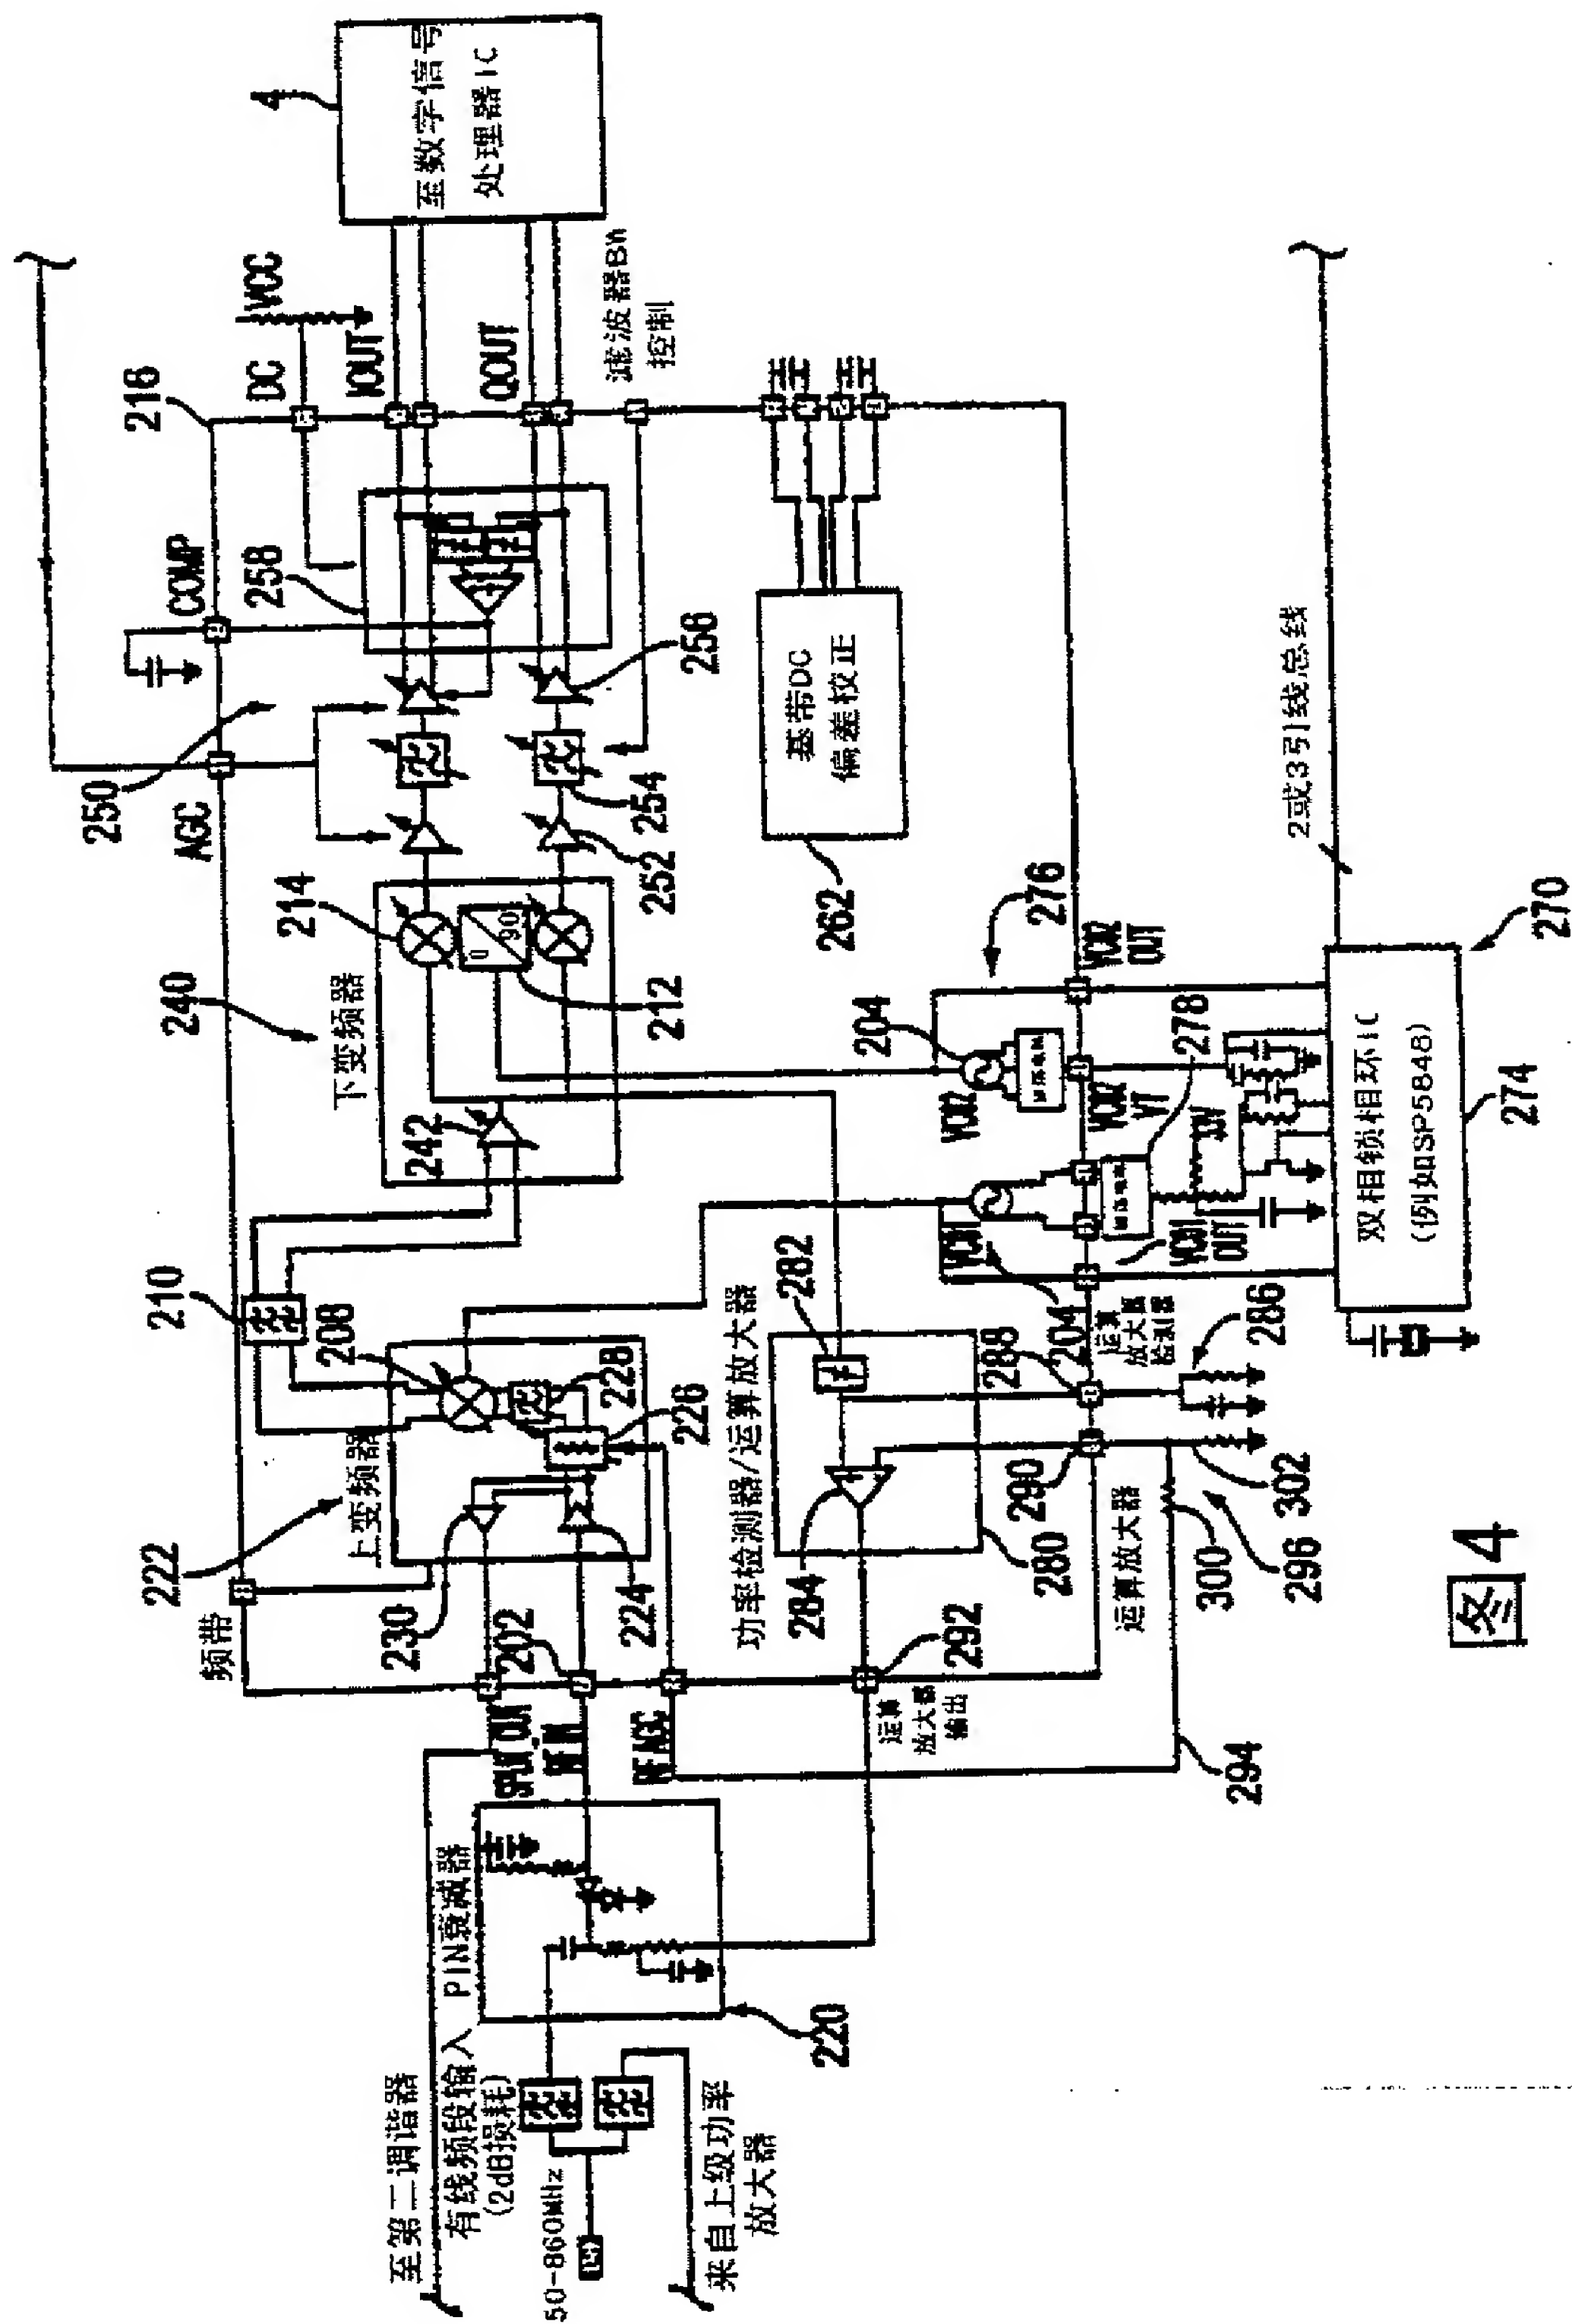 至数字信号
处理器IC
4
VCC
DC
IOUT
QOUT
滤波器BW
控制
216
COMP
258
256
250
AGC
254
252
基带DC
偏差校正
262
2或3引线总线
214
240
下变频器
0
90
212
242
276
204
VCO2
VCO2
OUT
VCO2
VT
278
33V
270
双相锁相环IC
(例如SP5848)
274
210
208
228
226
222
上变频器
频带
230
202
224
282
功率检测器/运算放大器
284
280
VCO1
VCO1
OUT
204
运算
放大器
检测器
288
286
290
运算放大器
302
300
296
292
运算
放大器
输出
294
SPLIT_OUT
RF IN
RF AGC
PIN衰减器
220
至第二调谐器
有线频段输入
(2dB损耗)
50-860MHz
来自上级功率
放大器
图4